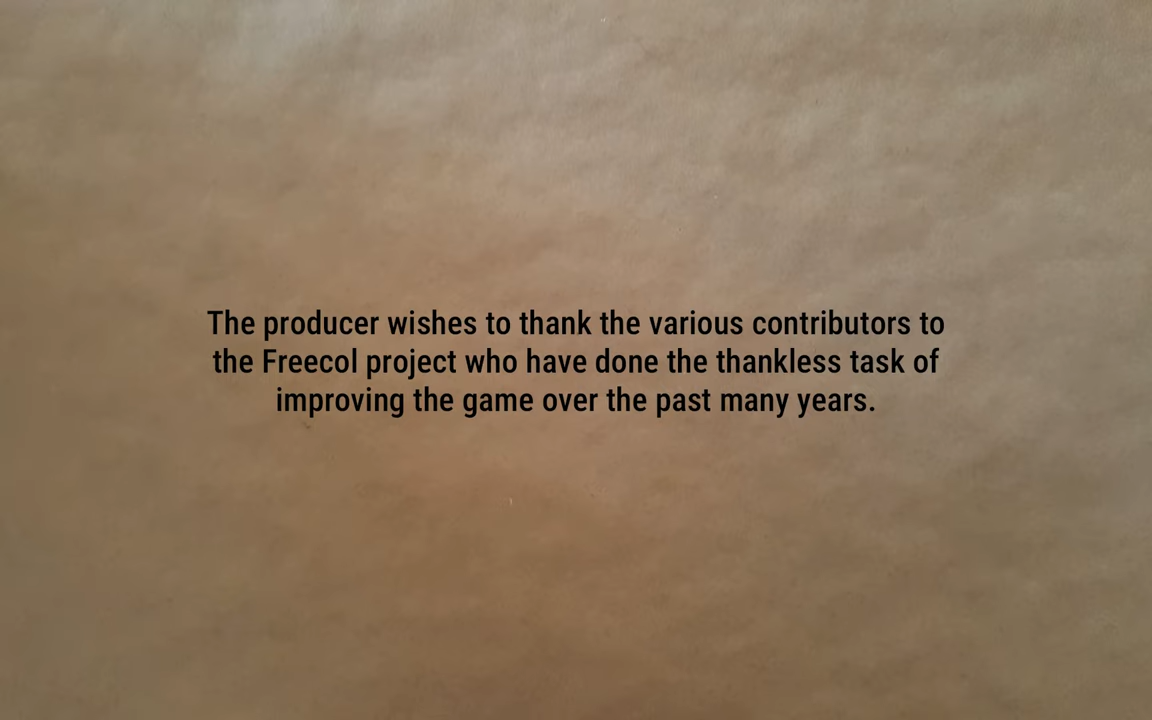 The producer wishes to thank the various contributors to
the Freecol project who have done the thankless task of
improving the game over the past many years.